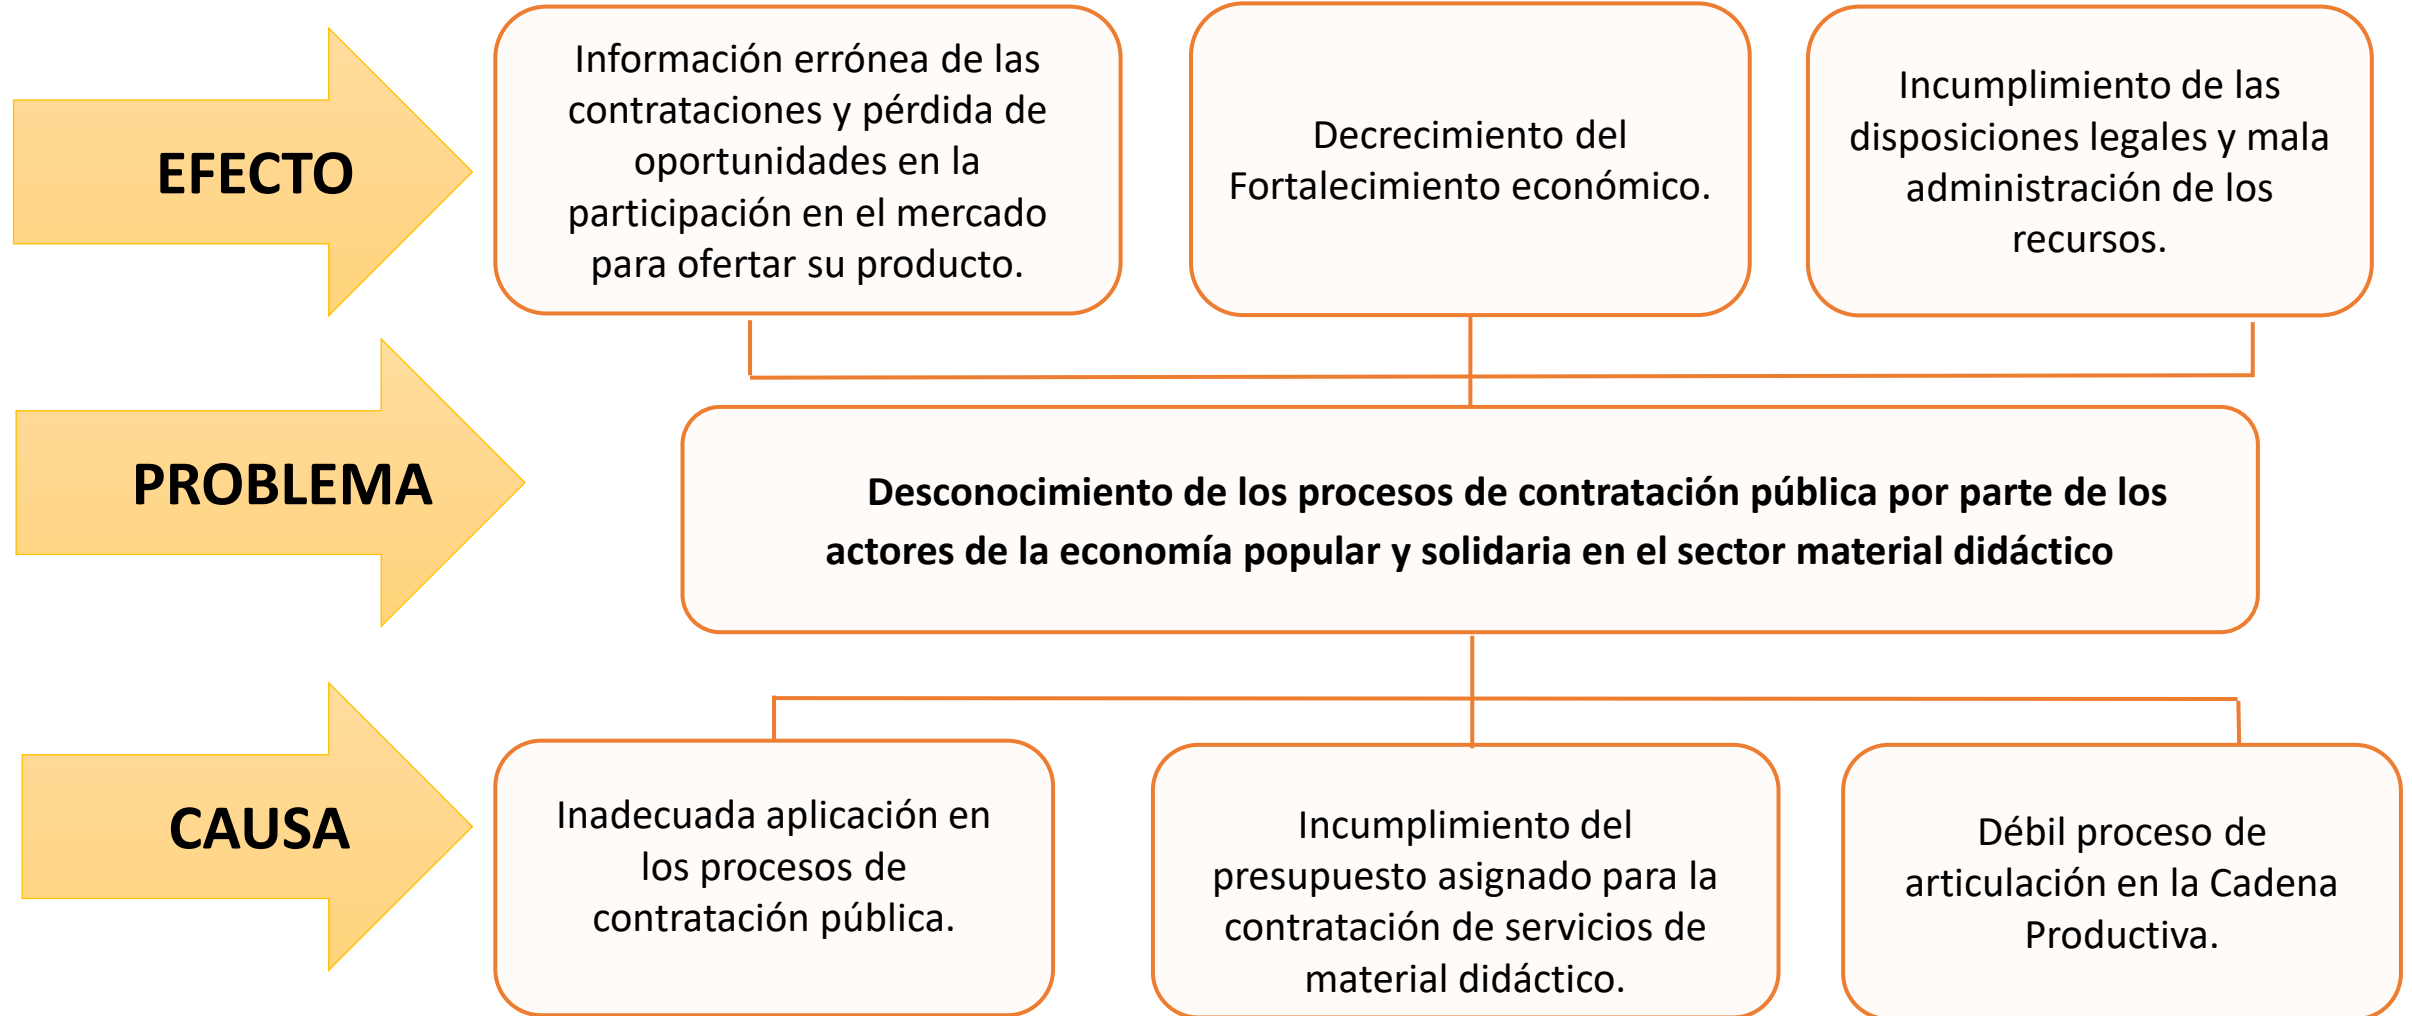 EFECTO
Información errónea de las
contrataciones y pérdida de
oportunidades en la
participación en el mercado
para ofertar su producto.
Decrecimiento del
Fortalecimiento económico.
Incumplimiento de las
disposiciones legales y mala
administración de los
recursos.
PROBLEMA
Desconocimiento de los procesos de contratación pública por parte de los
actores de la economía popular y solidaria en el sector material didáctico
CAUSA
Inadecuada aplicación en
los procesos de
contratación pública.
Incumplimiento del
presupuesto asignado para la
contratación de servicios de
material didáctico.
Débil proceso de
articulación en la Cadena
Productiva.